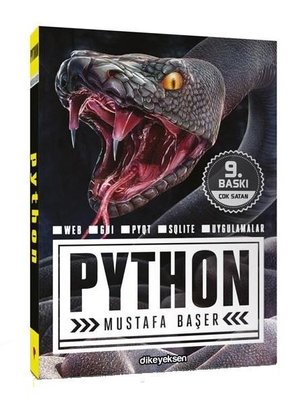 python
9.
BASKI
ÇOK SATAN
WEB GUI PYQT SQLITE UYGULAMALAR
PYTHON
MUSTAFA BAŞER
dikeyeksen